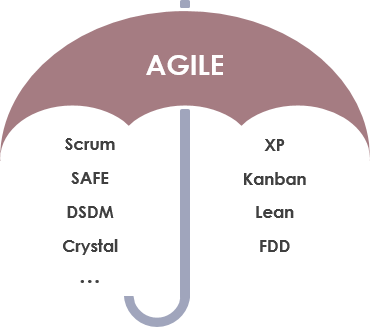 AGILE
Scrum
SAFE
DSDM
Crystal
...
XP
Kanban
Lean
FDD